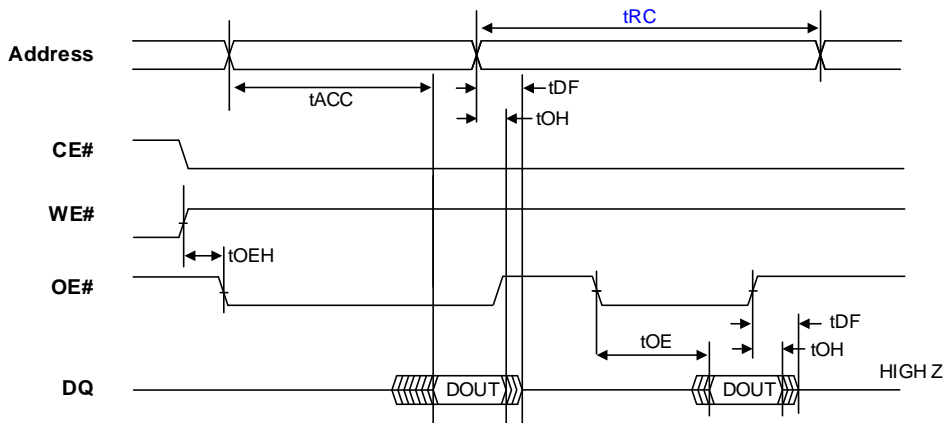 tRC
Address
tDF
tACC
tOH
CE#
WE#
tOEH
OE#
tDF
tOE
tOH
HIGH Z
DQ
DOUT
DOUT